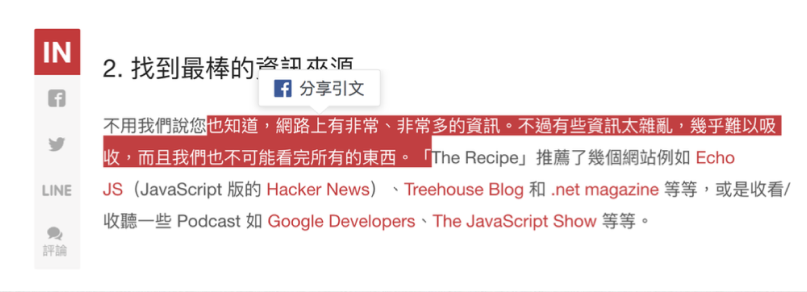 IN
2. 找到最棒的資訊來源
分享引文
不用我們說您也知道，網路上有非常、非常多的資訊。不過有些資訊太雜亂，幾乎難以吸
收，而且我們也不可能看完所有的東西。「The Recipe」推薦了幾個網站例如 Echo
JS（JavaScript 版的 Hacker News）、Treehouse Blog 和 .net magazine 等等，或是收看/
收聽一些 Podcast 如 Google Developers、The JavaScript Show 等等。
LINE
評論